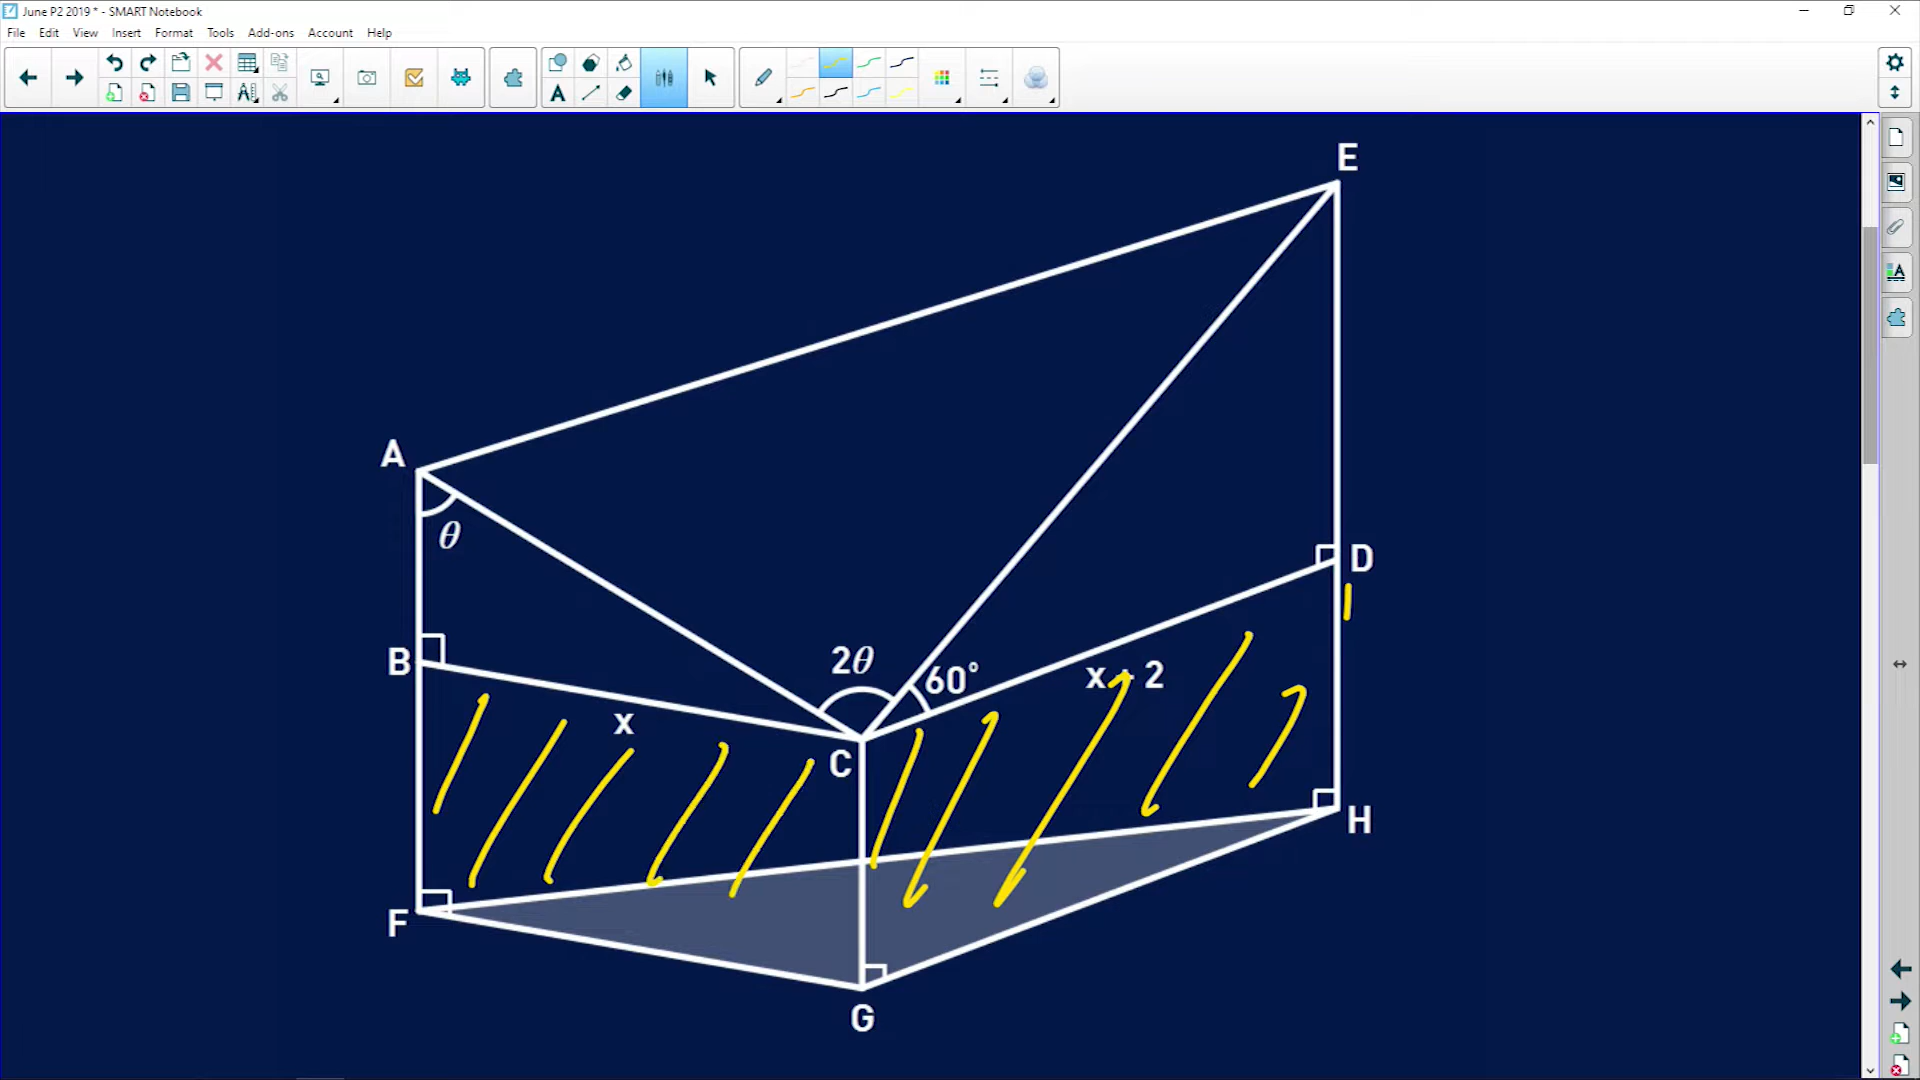 June P2 2019 * - SMART Notebook
File Edit View Insert Format Tools Add-ons Account Help
E
A
θ
D
B
2θ
60°
x + 2
x
C
H
F
G